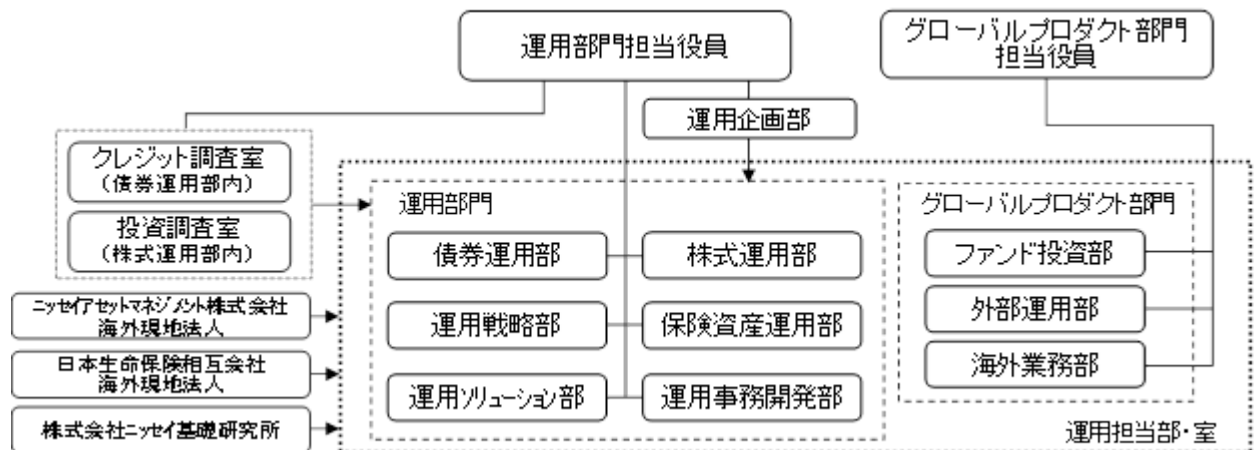 運用部門担当役員
グローバルプロダクト部門
担当役員
運用企画部
クレジット調査室
(債券運用部内)
投資調査室
(株式運用部内)
運用部門
債券運用部
株式運用部
運用戦略部
保険資産運用部
運用ソリューション部
運用事務開発部
グローバルプロダクト部門
ファンド投資部
外部運用部
海外業務部
ニッセイアセットマネジメント株式会社
海外現地法人
日本生命保険相互会社
海外現地法人
株式会社ニッセイ基礎研究所
運用担当部・室